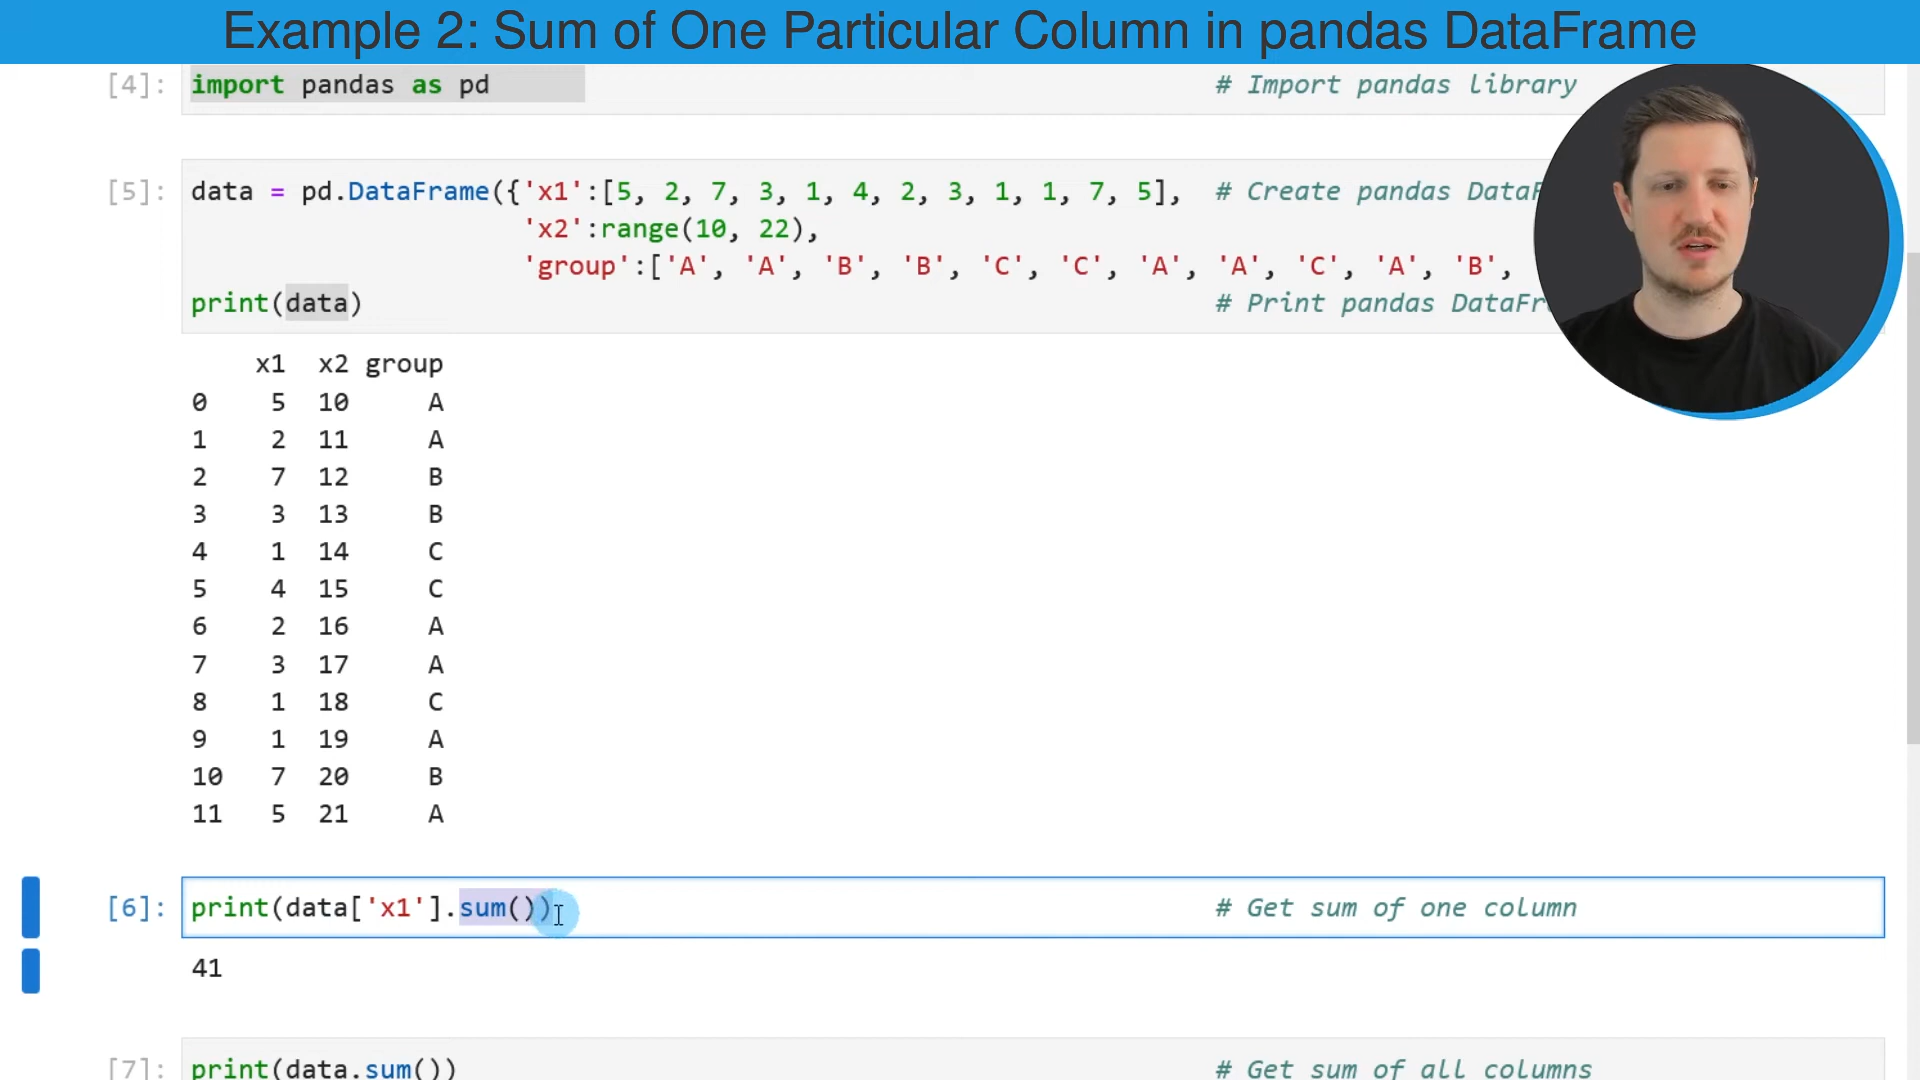 Example 2: Sum of One Particular Column in pandas DataFrame
[4]: import pandas as pd # Import pandas library
[5]: data = pd.DataFrame({'x1':[5, 2, 7, 3, 1, 4, 2, 3, 1, 1, 7, 5], # Create pandas
'x2':range(10, 22),
'group':['A', 'A', 'B', 'B', 'C', 'C', 'A', 'A', 'C', 'A', 'B',
print(data) # Print pandas
x1 x2 group
0 5 10 A
1 2 11 A
2 7 12 B
3 3 13 B
4 1 14 C
5 4 15 C
6 2 16 A
7 3 17 A
8 1 18 C
9 1 19 A
10 7 20 B
11 5 21 A
[6]: print(data['x1'].sum()) # Get sum of one column
41
[7]: print(data.sum()) # Get sum of all columns